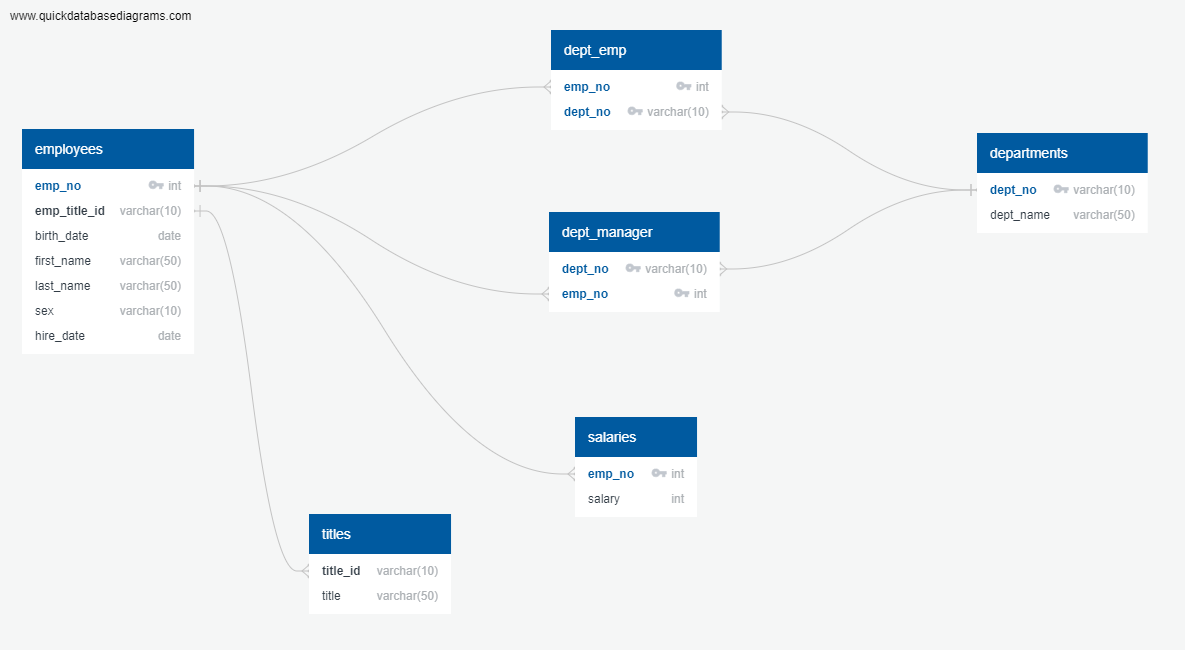 www.quickdatabasediagrams.com
employees
emp_no int
emp_title_id varchar(10)
birth_date date
first_name varchar(50)
last_name varchar(50)
sex varchar(10)
hire_date date
dept_emp
emp_no int
dept_no varchar(10)
departments
dept_no varchar(10)
dept_name varchar(50)
dept_manager
dept_no varchar(10)
emp_no int
salaries
emp_no int
salary int
titles
title_id varchar(10)
title varchar(50)